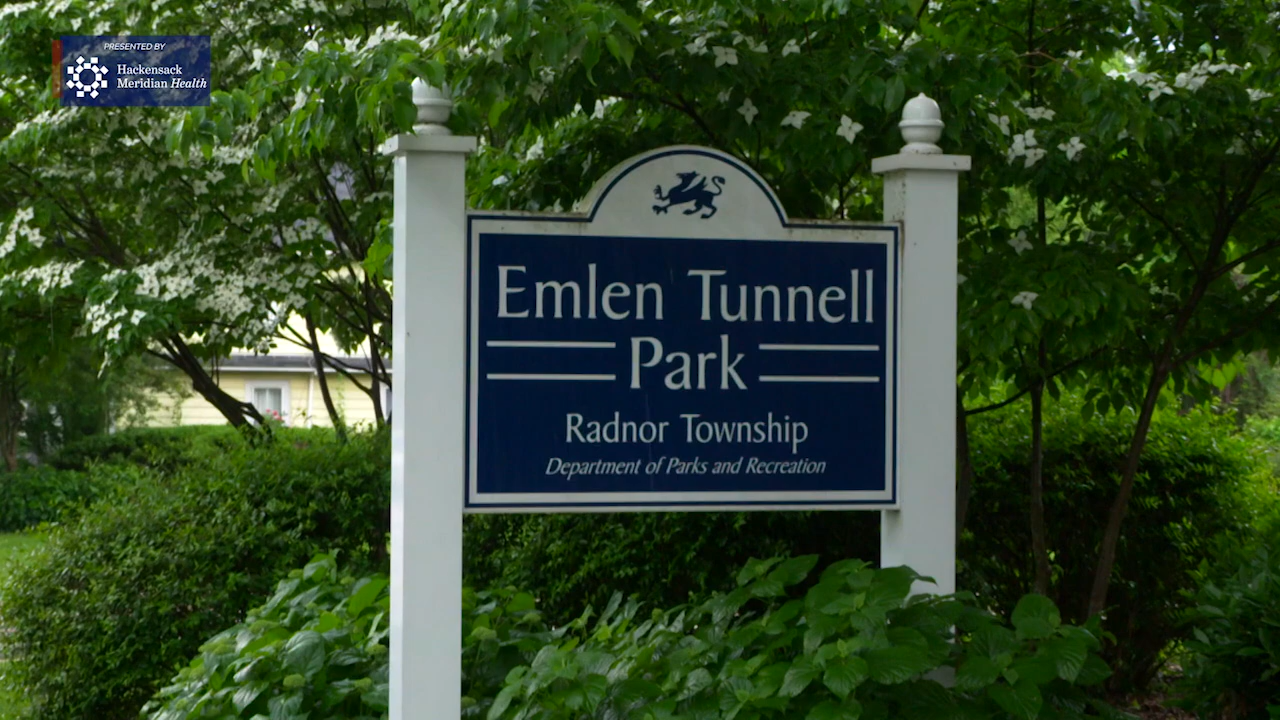 PRESENTED BY
Hackensack
Meridian Health
Emlen Tunnell
Park
Radnor Township
Department of Parks and Recreation